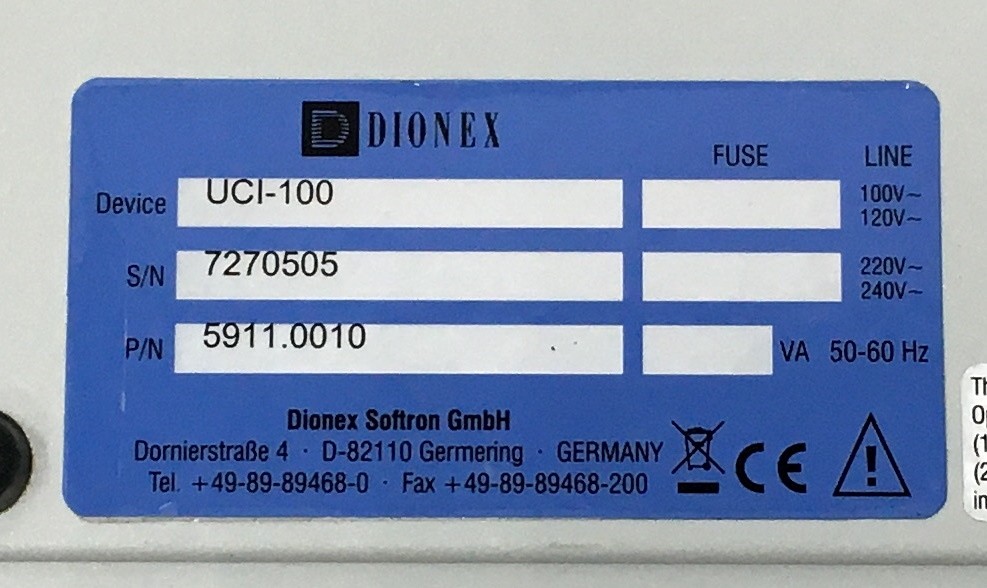 DIONEX
FUSE LINE
Device UCI-100 100V~
120V~
S/N 7270505 220V~
240V~
P/N 5911.0010 VA 50-60 Hz
Dionex Softron GmbH
Dornierstraße 4 · D-82110 Germering · GERMANY
Tel. +49-89-89468-0 · Fax +49-89-89468-200
CE